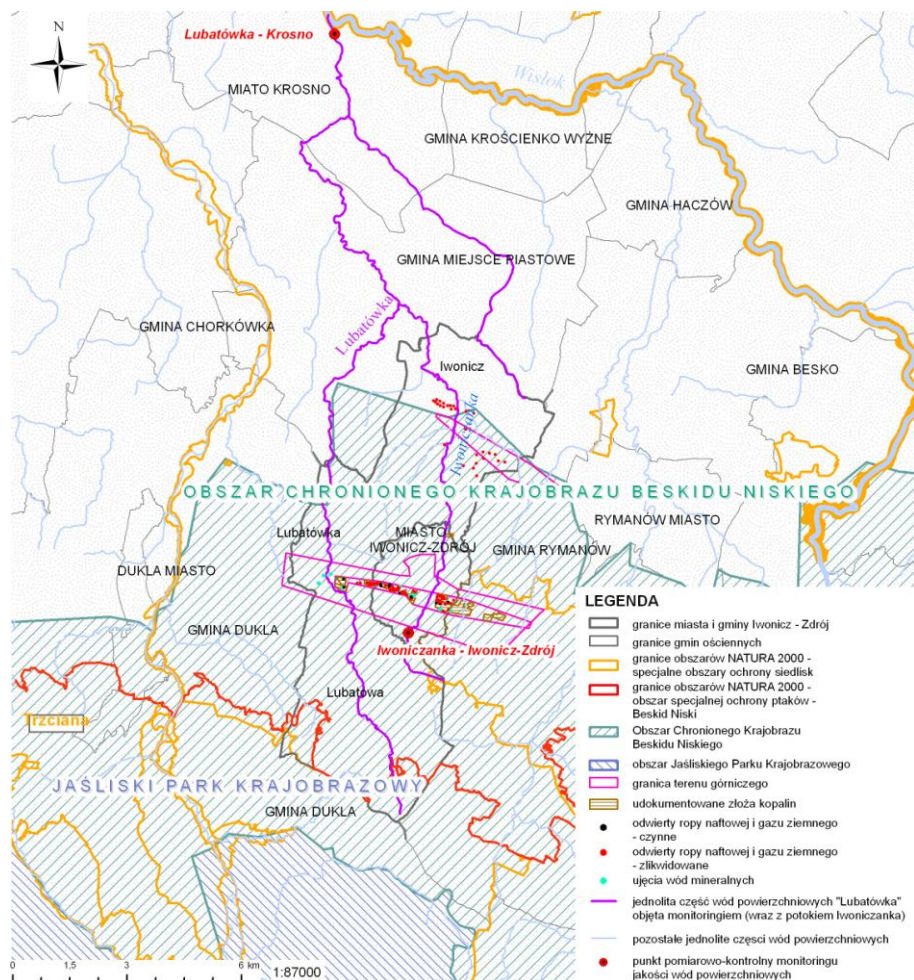 N
Lubatówka - Krosno
Wisłok
MIATO KROSNO
GMINA KROŚCIENKO WYŻNE
GMINA HACZÓW
GMINA MIEJSCE PIASTOWE
GMINA CHORKÓWKA
Lubatówka
Iwonicz
GMINA BESKO
Iwoniczanka
OBSZAR CHRONIONEGO KRAJOBRAZU BESKIDU NISKIEGO
RYMANÓW MIASTO
Lubatówka
MIASTO
IWONICZ-ZDRÓJ
GMINA RYMANÓW
DUKLA MIASTO
GMINA DUKLA
Iwoniczanka - Iwonicz-Zdrój
Lubatowa
Trzciana
JAŚLISKI PARK KRAJOBRAZOWY
GMINA DUKLA
0 1,5 3 6 km
1:87000
LEGENDA
granice miasta i gminy Iwonicz - Zdrój
granice gmin ościennych
granice obszarów NATURA 2000 -
specjalne obszary ochrony siedlisk
granice obszarów NATURA 2000 -
obszar specjalnej ochrony ptaków -
Beskid Niski
Obszar Chronionego Krajobrazu
Beskidu Niskiego
obszar Jaśliskiego Parku Krajobrazowego
granica terenu górniczego
udokumentowane złoża kopalin
odwierty ropy naftowej i gazu ziemnego
- czynne
odwierty ropy naftowej i gazu ziemnego
- zlikwidowane
ujęcia wód mineralnych
jednolita część wód powierzchniowych "Lubatówka"
objęta monitoringiem (wraz z potokiem Iwoniczanka)
pozostałe jednolite częsci wód powierzchniowych
punkt pomiarowo-kontrolny monitoringu
jakości wód powierzchniowych